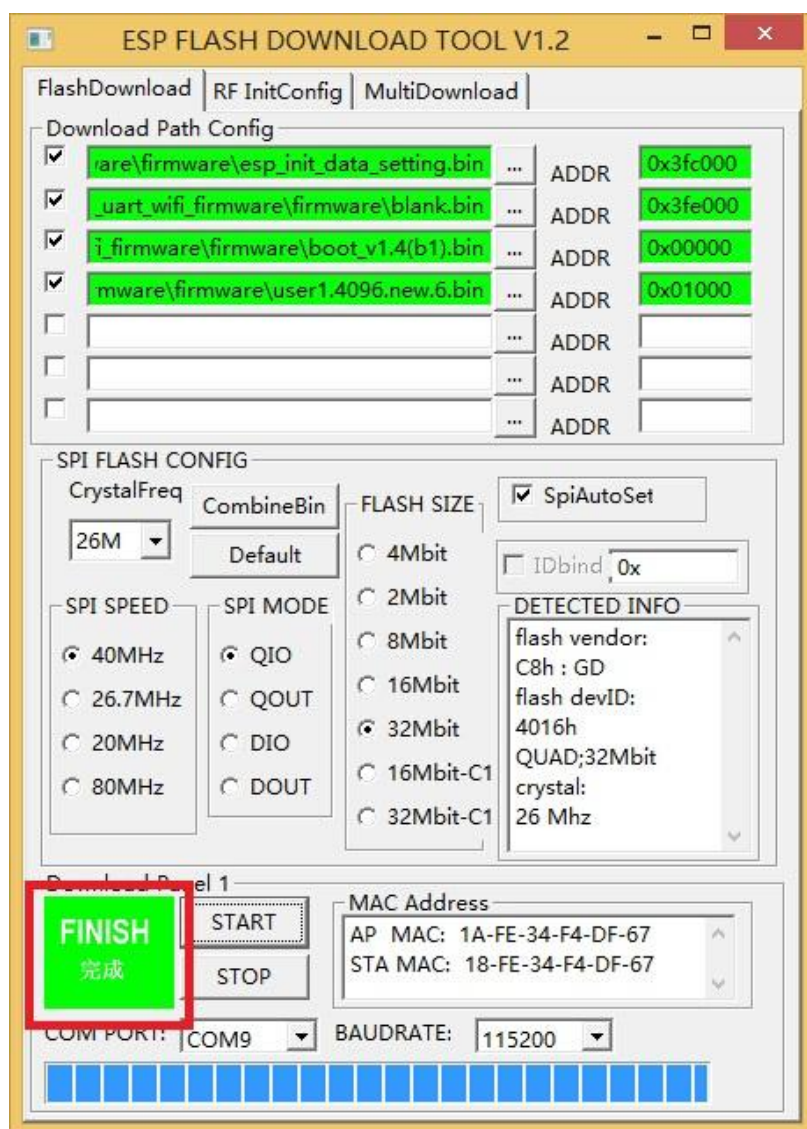 ESP FLASH DOWNLOAD TOOL V1.2
FlashDownload RF InitConfig MultiDownload
Download Path Config
are\firmware\esp_init_data_setting.bin ... ADDR 0x3fc000
_uart_wifi_firmware\firmware\blank.bin ... ADDR 0x3fe000
i_firmware\firmware\boot_v1.4(b1).bin ... ADDR 0x00000
mware\firmware\user1.4096.new.6.bin ... ADDR 0x01000
... ADDR
... ADDR
... ADDR
SPI FLASH CONFIG
CrystalFreq
26M
CombineBin
Default
SPI SPEED
40MHz
26.7MHz
20MHz
80MHz
SPI MODE
QIO
QOUT
DIO
DOUT
FLASH SIZE
4Mbit
2Mbit
8Mbit
16Mbit
32Mbit
16Mbit-C1
32Mbit-C1
SpiAutoSet
IDbind 0x
DETECTED INFO
flash vendor:
C8h : GD
flash devID:
4016h
QUAD;32Mbit
crystal:
26 Mhz
Download Panel 1
FINISH
完成
START
STOP
MAC Address
AP MAC: 1A-FE-34-F4-DF-67
STA MAC: 18-FE-34-F4-DF-67
COM PORT: COM9 BAUDRATE: 115200